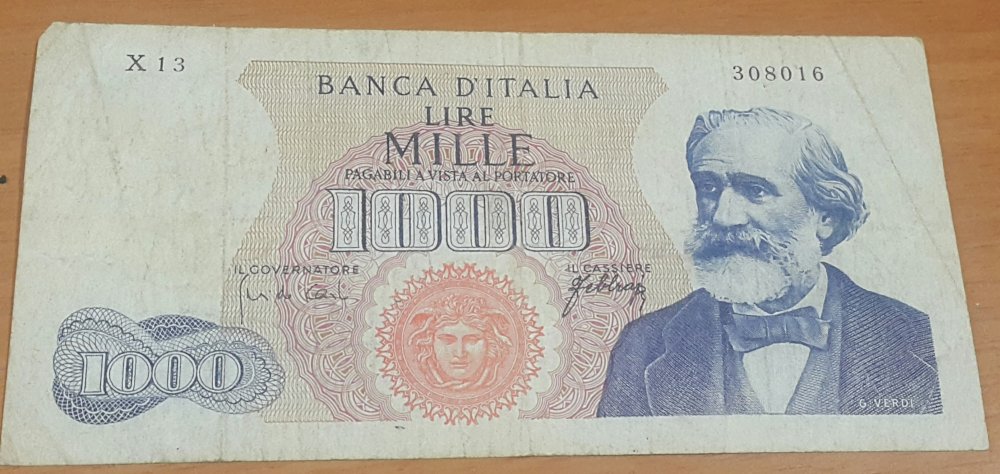 X 13
308016
BANCA D'ITALIA
LIRE
MILLE
PAGABILI A VISTA AL PORTATORE
1000
IL GOVERNATORE
IL CASSIERE
1000
G. VERDI